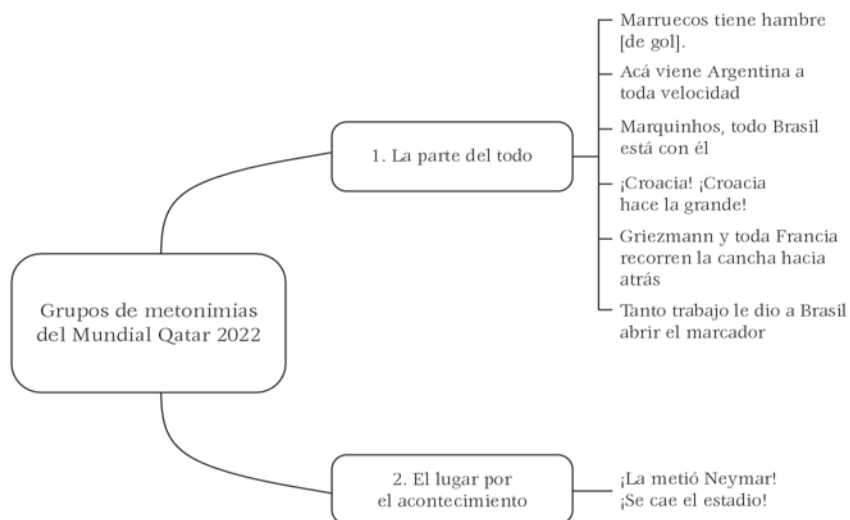 Grupos de metonimias
del Mundial Qatar 2022
1. La parte del todo
Marruecos tiene hambre
[de gol].
Acá viene Argentina a
toda velocidad
Marquinhos, todo Brasil
está con él
¡Croacia! ¡Croacia
hace la grande!
Griezmann y toda Francia
recorren la cancha hacia
atrás
Tanto trabajo le dio a Brasil
abrir el marcador
2. El lugar por
el acontecimiento
¡La metió Neymar!
¡Se cae el estadio!